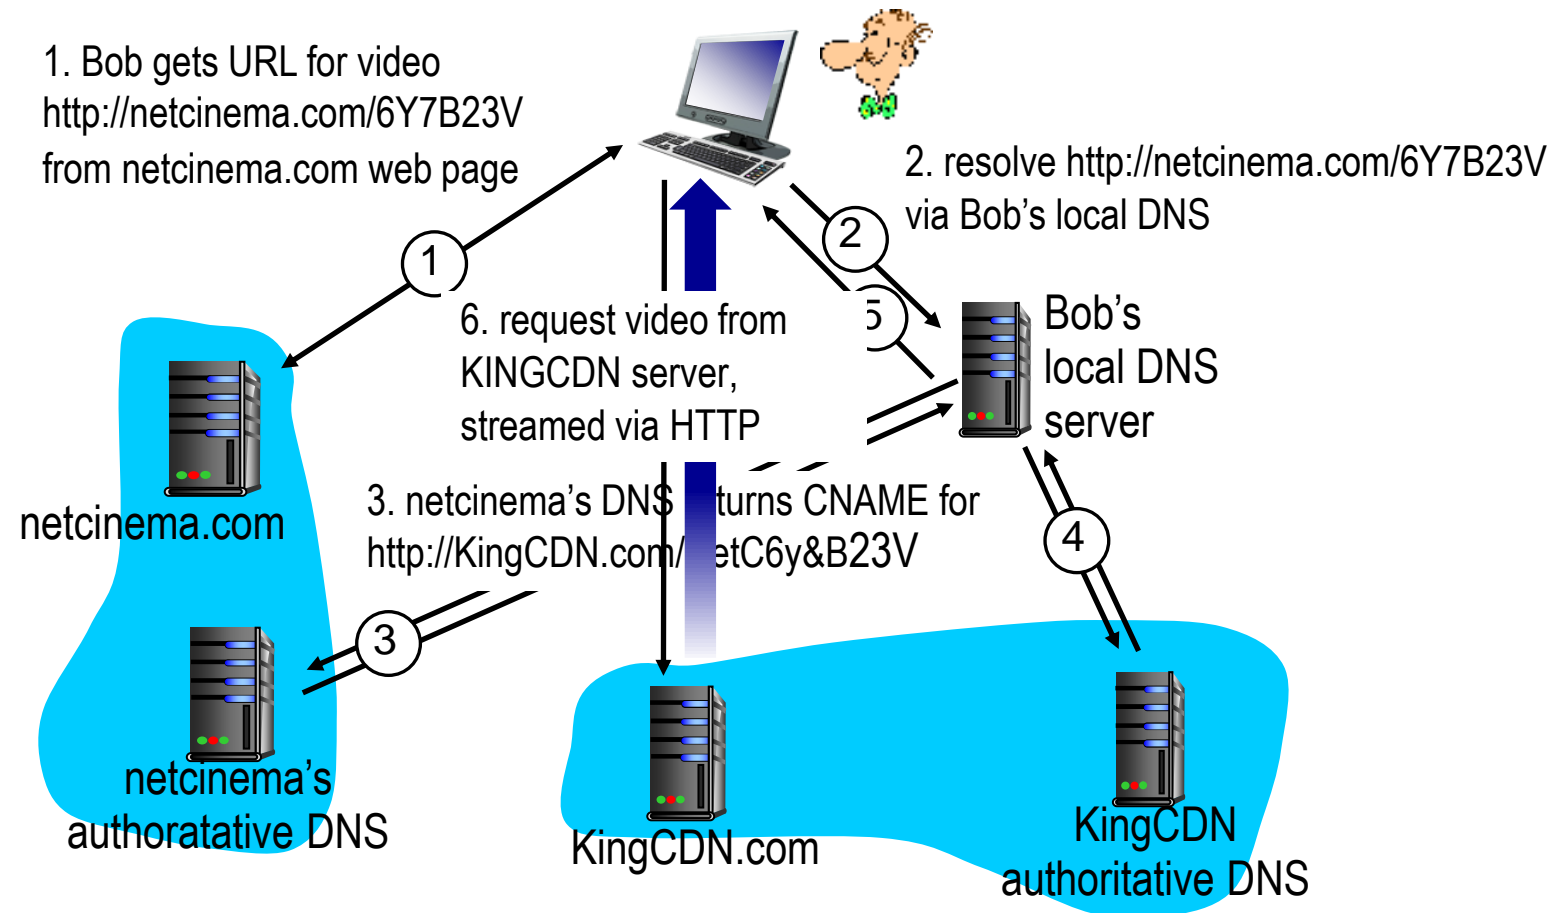 1. Bob gets URL for video
http://netcinema.com/6Y7B23V
from netcinema.com web page
2. resolve http://netcinema.com/6Y7B23V
via Bob's local DNS
1
2
5
6. request video from
KINGCDN server,
streamed via HTTP
Bob's
local DNS
server
netcinema.com
3. netcinema's DNS turns CNAME for
http://KingCDN.com/ etC6y&B23V
4
3
netcinema's
authoratative DNS
KingCDN.com
KingCDN
authoritative DNS